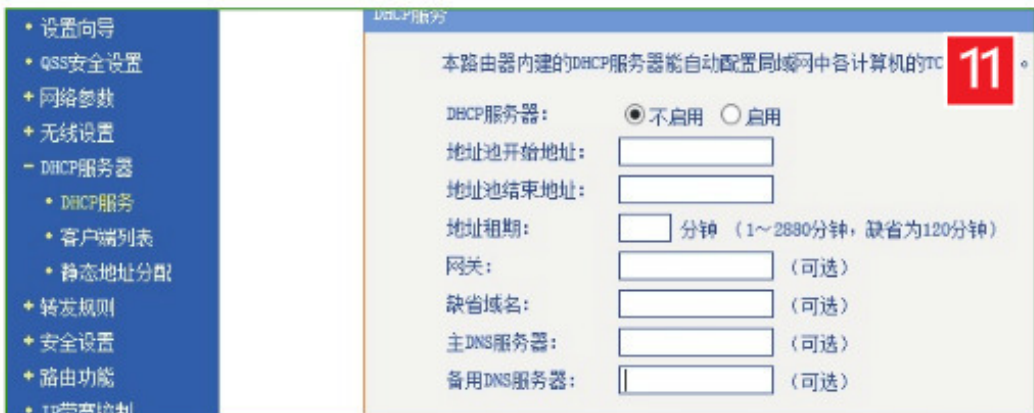 设置向导
QSS安全设置
网络参数
无线设置
DHCP服务器
DHCP服务
客户端列表
静态地址分配
转发规则
安全设置
路由功能
IP带宽控制
DHCP服务
本路由器内建的DHCP服务器能自动配置局域网中各计算机的TC 。
11
DHCP服务器： 不启用 启用
地址池开始地址：
地址池结束地址：
地址租期： 分钟 （1～2880分钟，缺省为120分钟）
网关： （可选）
缺省域名： （可选）
主DNS服务器： （可选）
备用DNS服务器： （可选）